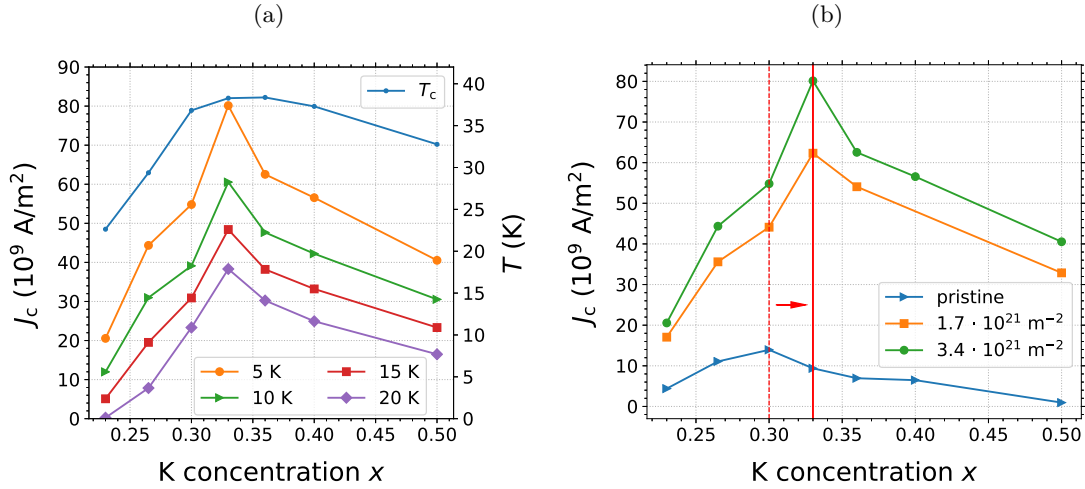 (a)
90
80
70
60
50
40
30
20
10
0
J_c (10^9 A/m^2)
T_c
40
35
30
25
20
15
10
5
0
T (K)
5 K
15 K
10 K
20 K
0.25 0.30 0.35 0.40 0.45 0.50
K concentration x
(b)
80
70
60
50
40
30
20
10
0
J_c (10^9 A/m^2)
pristine
1.7 · 10^21 m^-2
3.4 · 10^21 m^-2
0.25 0.30 0.35 0.40 0.45 0.50
K concentration x